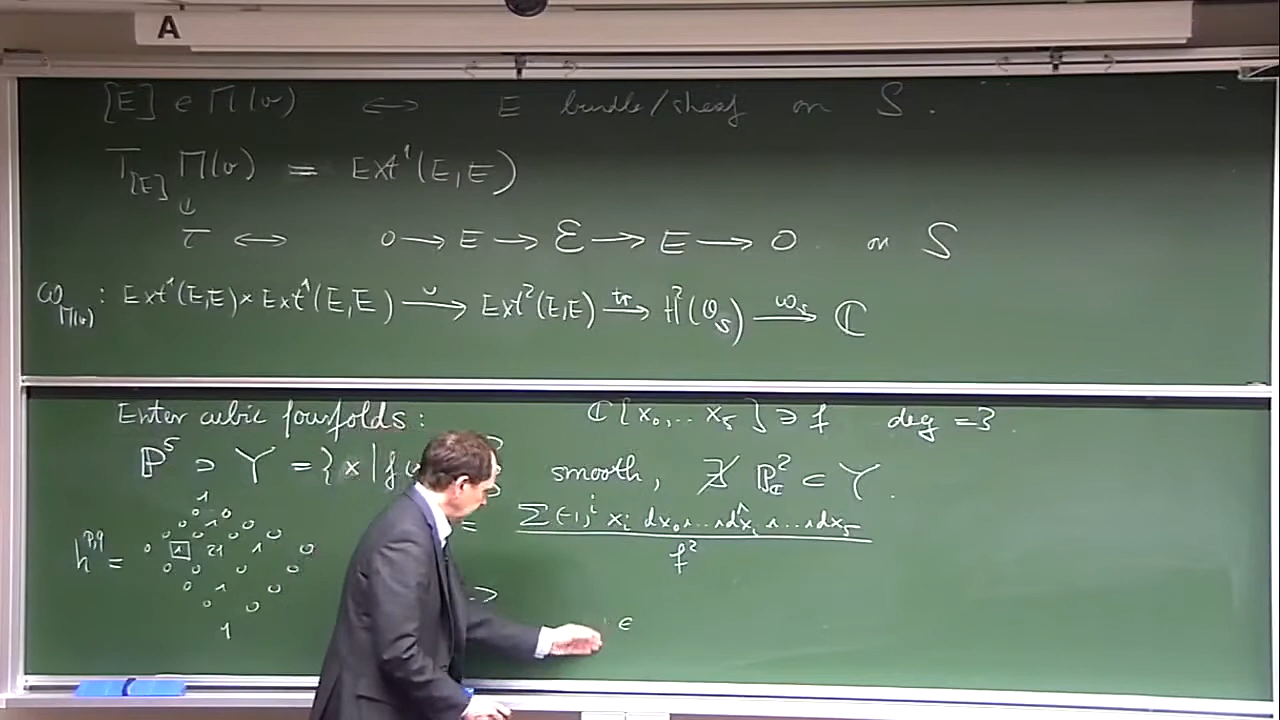 A
[E] ∈ M(v) ⟷ E bundle/sheaf on S.
T_[E] M(v) = Ext¹(E,E)
τ ⟷ 0 → E → ℰ → E → 0 on S
ω_M(v) : Ext¹(E,E) × Ext¹(E,E) →^∪ Ext²(E,E) →^tr H²(O_S) →^ω_S ℂ
Enter cubic fourfolds : ℂ[x₀,... x₅] ∋ f deg = 3.
ℙ⁵ ⊃ Y = {x | f smooth, ∄ ℙ²_ℂ ⊂ Y.
= Σ(-1)^i x_i dx₀∧...∧dx̂_i∧...∧dx₅ / f²
h^{p,q} =
1
0 0
0 1 0
0 0 0 0
0 1 21 1 0
0 0 0 0
0 1 0
0 0
1
∈